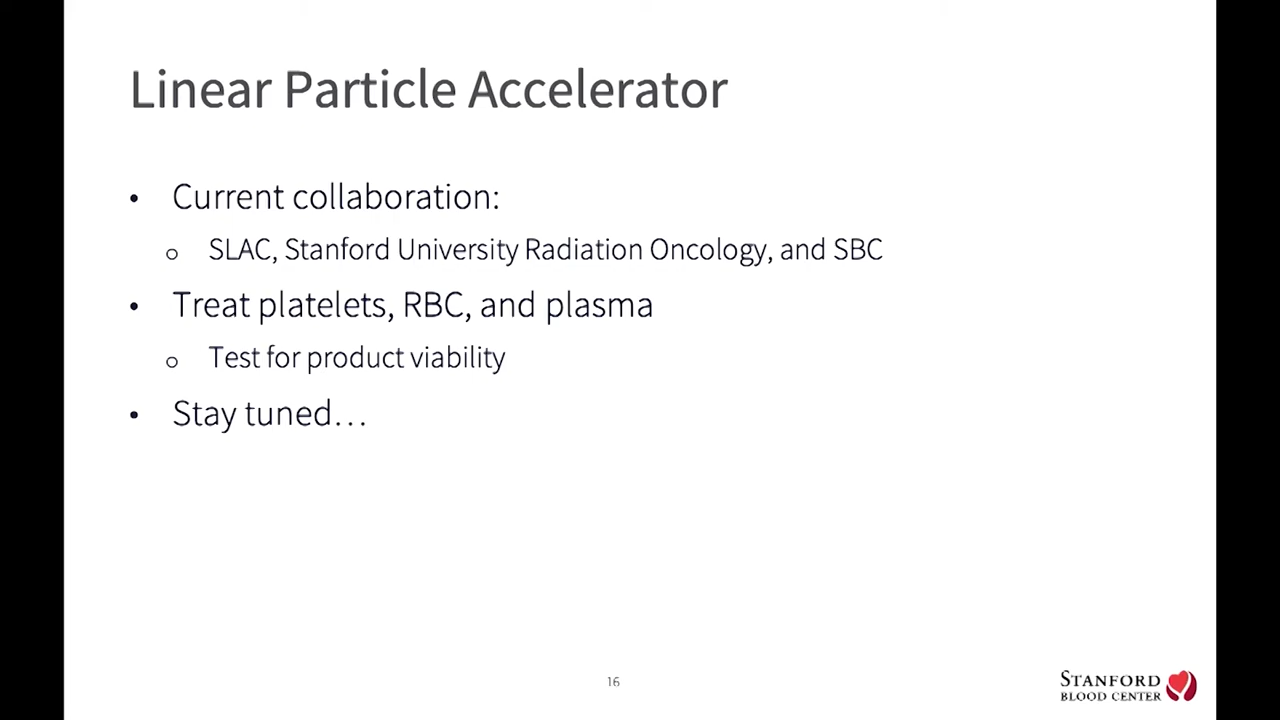 Linear Particle Accelerator
• Current collaboration:
o SLAC, Stanford University Radiation Oncology, and SBC
• Treat platelets, RBC, and plasma
o Test for product viability
• Stay tuned…
16
STANFORD
BLOOD CENTER